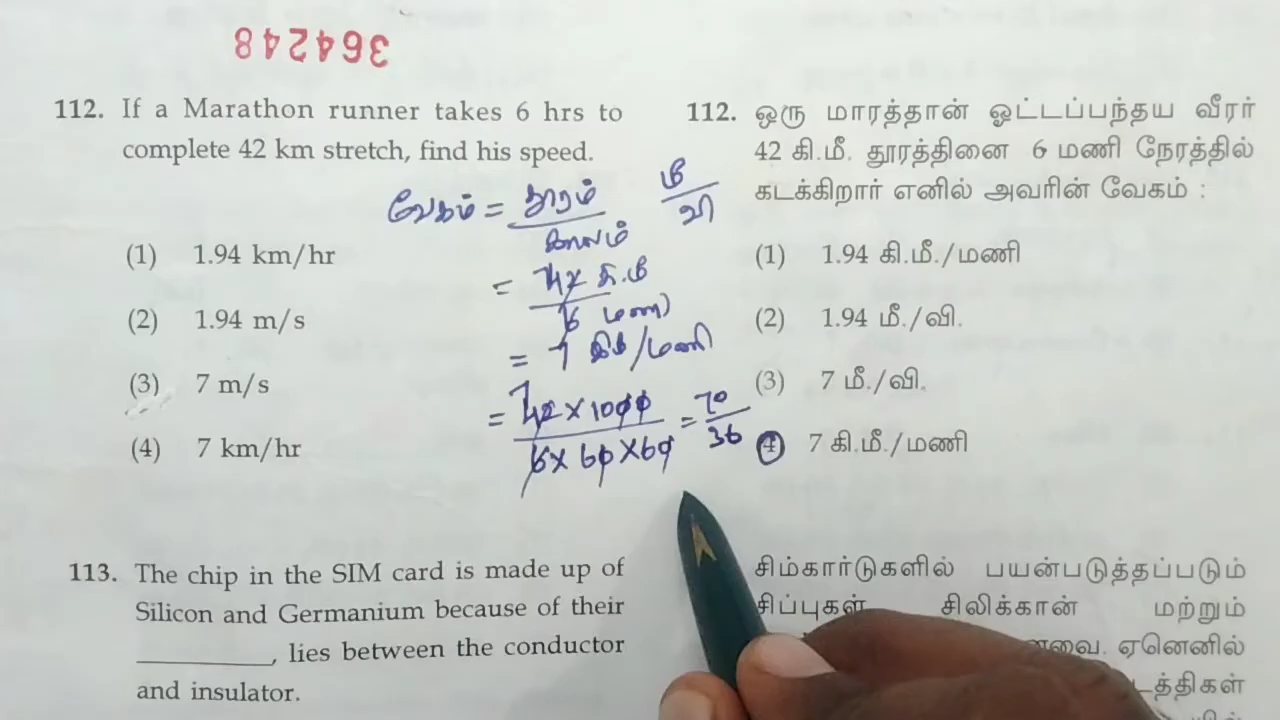 364248
112. If a Marathon runner takes 6 hrs to
complete 42 km stretch, find his speed.
(1) 1.94 km/hr
(2) 1.94 m/s
(3) 7 m/s
(4) 7 km/hr
வேகம் = தூரம் / காலம்
மீ / வி
= 42 கி.மீ / 6 மணி
= 7 கிமீ/மணி
= 42 × 1000 / 6 × 60 × 60 = 70 / 36
112. ஒரு மாரத்தான் ஓட்டப்பந்தய வீரர்
42 கி.மீ. தூரத்தினை 6 மணி நேரத்தில்
கடக்கிறார் எனில் அவரின் வேகம் :
(1) 1.94 கி.மீ./மணி
(2) 1.94 மீ./வி.
(3) 7 மீ./வி.
4 7 கி.மீ./மணி
113. The chip in the SIM card is made up of
Silicon and Germanium because of their
__________, lies between the conductor
and insulator.
சிம்கார்டுகளில் பயன்படுத்தப்படும்
சிப்புகள் சிலிக்கான் மற்றும்
ஏனெனில்